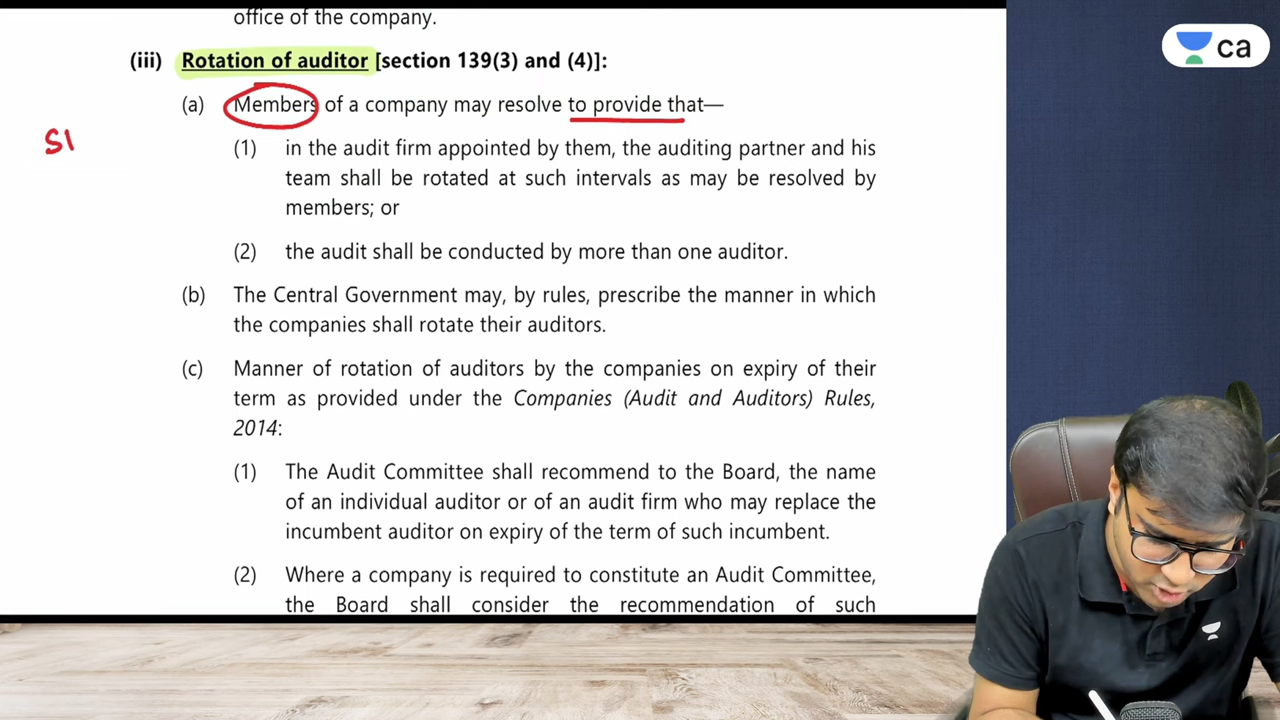 office of the company.
(iii) Rotation of auditor [section 139(3) and (4)]:
(a) Members of a company may resolve to provide that—
(1) in the audit firm appointed by them, the auditing partner and his
team shall be rotated at such intervals as may be resolved by
members; or
(2) the audit shall be conducted by more than one auditor.
(b) The Central Government may, by rules, prescribe the manner in which
the companies shall rotate their auditors.
(c) Manner of rotation of auditors by the companies on expiry of their
term as provided under the Companies (Audit and Auditors) Rules,
2014:
(1) The Audit Committee shall recommend to the Board, the name
of an individual auditor or of an audit firm who may replace the
incumbent auditor on expiry of the term of such incumbent.
(2) Where a company is required to constitute an Audit Committee,
the Board shall consider the recommendation of such
ca